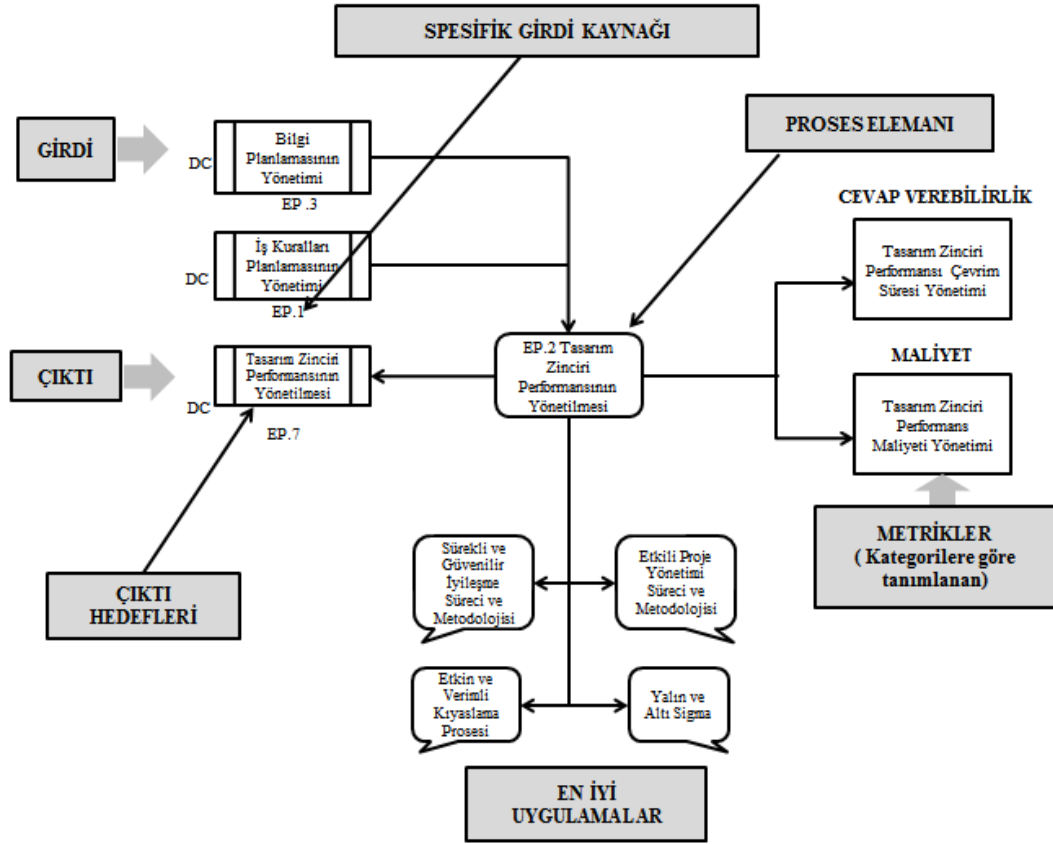 SPESİFİK GİRDİ KAYNAĞI
PROSES ELEMANI
GİRDİ
DC
Bilgi
Planlamasının
Yönetimi
EP .3
CEVAP VEREBİLİRLİK
DC
İş Kuralları
Planlamasının
Yönetimi
EP.1
Tasarım Zinciri
Performansı Çevrim
Süresi Yönetimi
ÇIKTI
DC
Tasarım Zinciri
Performansının
Yönetilmesi
EP.7
EP.2 Tasarım
Zinciri
Performansının
Yönetilmesi
MALİYET
Tasarım Zinciri
Performans
Maliyeti Yönetimi
METRİKLER
( Kategorilere göre
tanımlanan)
ÇIKTI
HEDEFLERİ
Sürekli ve
Güvenilir
İyileşme
Süreci ve
Metodolojisi
Etkili Proje
Yönetimi
Süreci ve
Metodolojisi
Etkin ve
Verimli
Kıyaslama
Prosesi
Yalın ve
Altı Sigma
EN İYİ
UYGULAMALAR